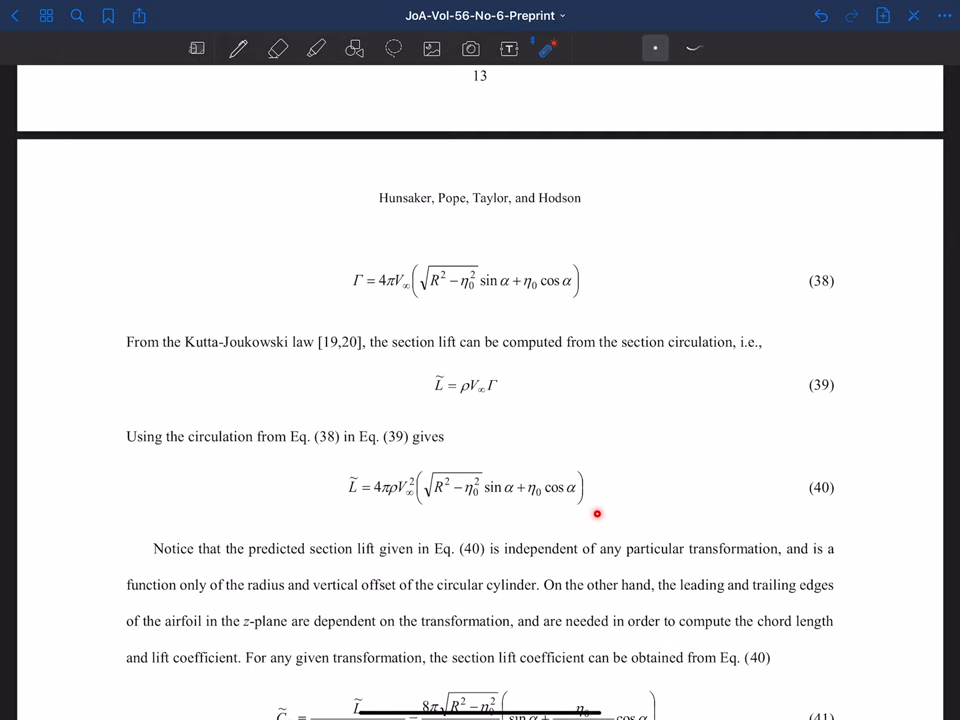 JoA-Vol-56-No-6-Preprint
13
Hunsaker, Pope, Taylor, and Hodson
Γ = 4πV∞(√(R² − η₀²) sin α + η₀ cos α) (38)
From the Kutta-Joukowski law [19,20], the section lift can be computed from the section circulation, i.e.,
L̃ = ρV∞Γ (39)
Using the circulation from Eq. (38) in Eq. (39) gives
L̃ = 4πρV∞²(√(R² − η₀²) sin α + η₀ cos α) (40)
Notice that the predicted section lift given in Eq. (40) is independent of any particular transformation, and is a
function only of the radius and vertical offset of the circular cylinder. On the other hand, the leading and trailing edges
of the airfoil in the z-plane are dependent on the transformation, and are needed in order to compute the chord length
and lift coefficient. For any given transformation, the section lift coefficient can be obtained from Eq. (40)